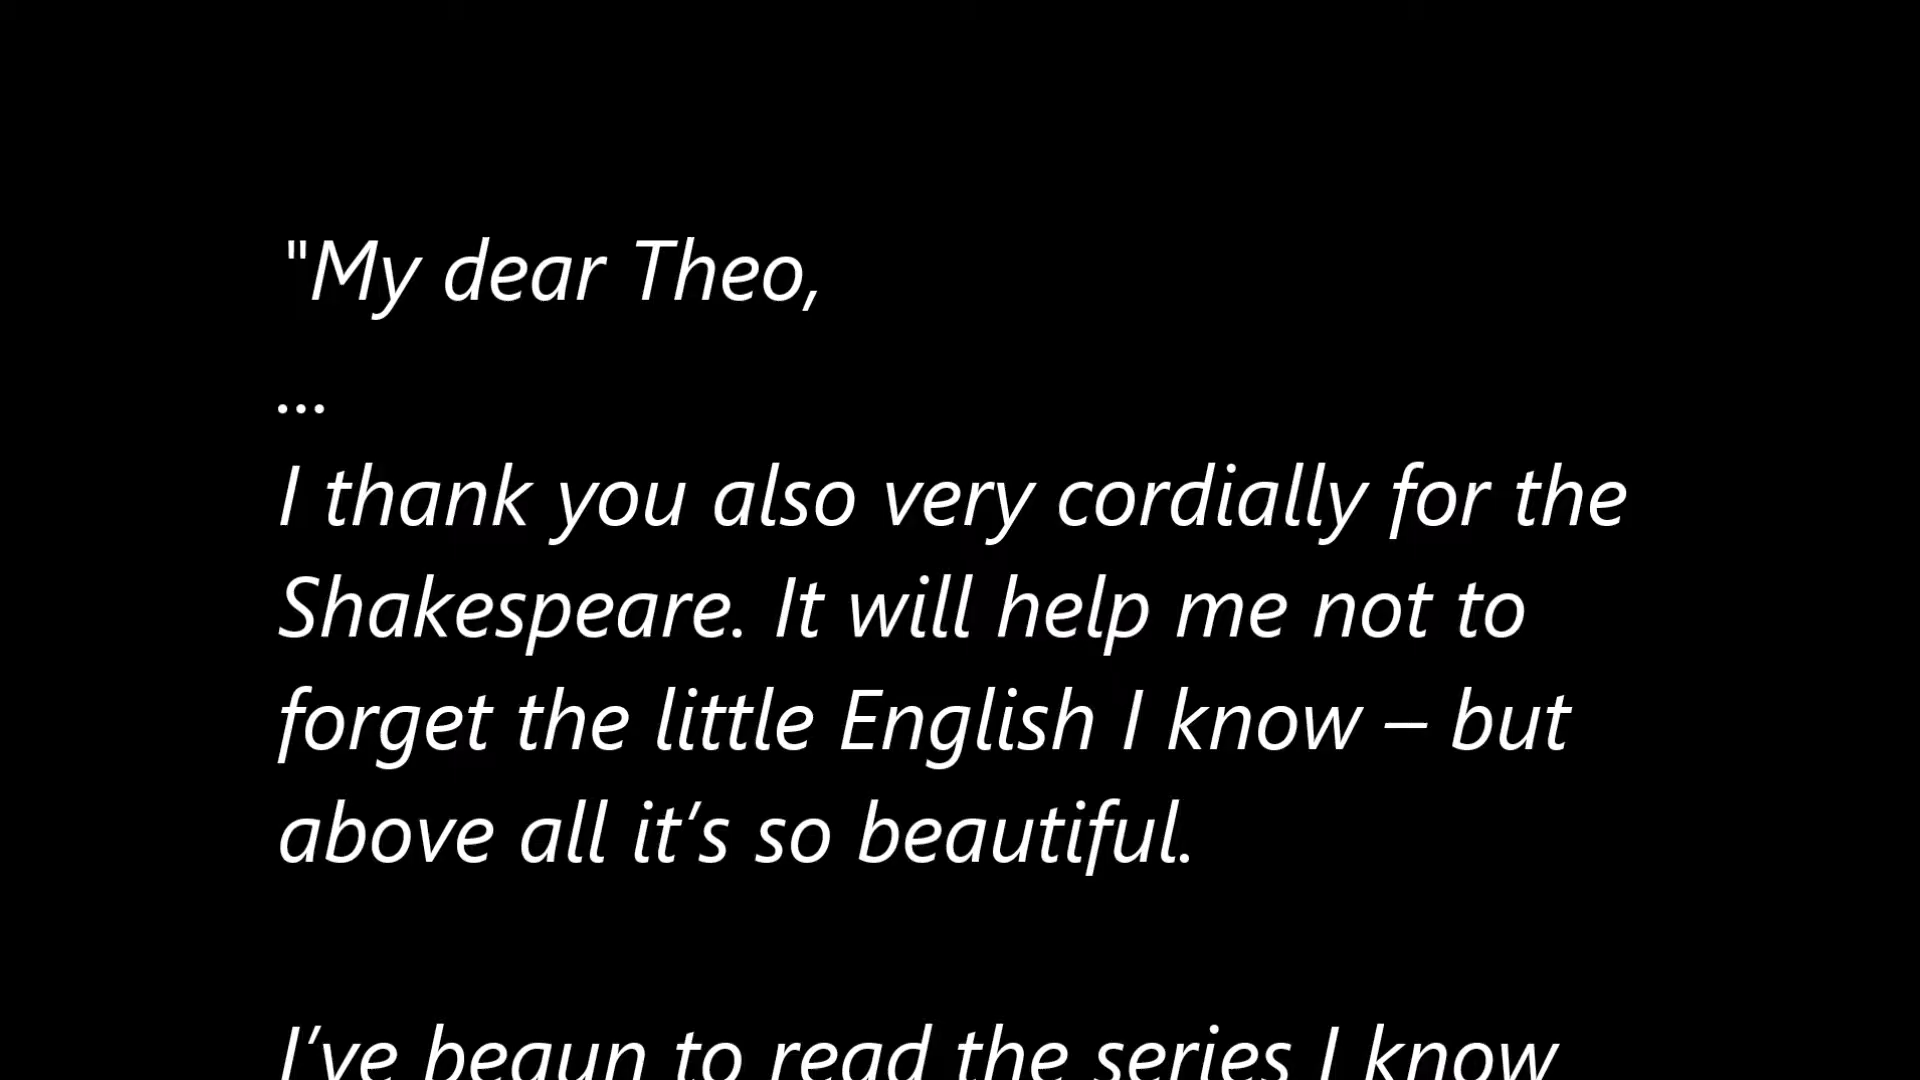 "My dear Theo,
...
I thank you also very cordially for the
Shakespeare. It will help me not to
forget the little English I know – but
above all it’s so beautiful.
I’ve begun to read the series I know